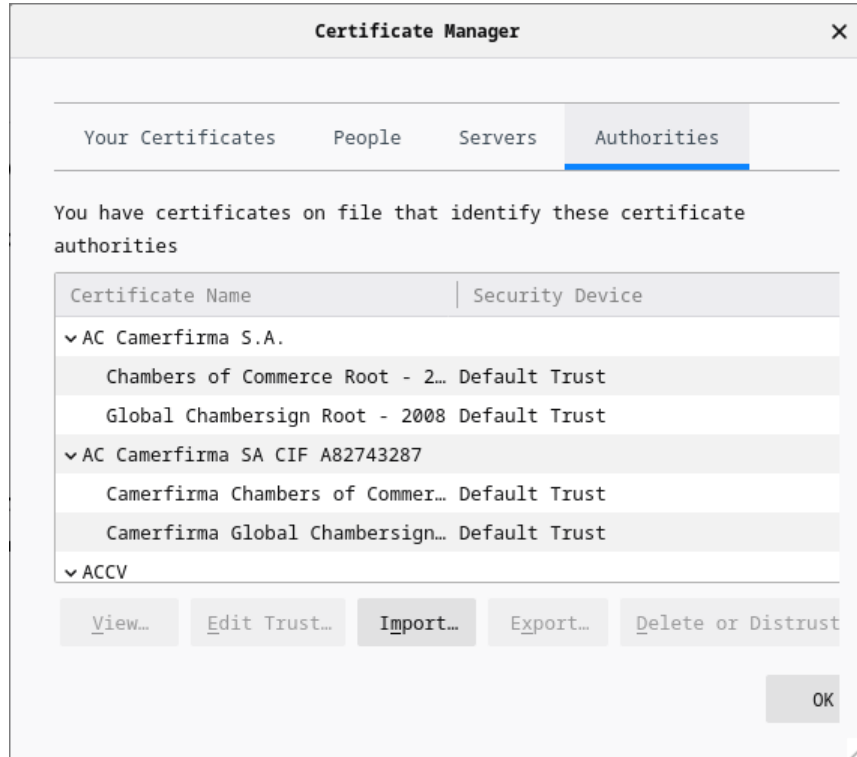 Certificate Manager
Your Certificates People Servers Authorities
You have certificates on file that identify these certificate
authorities
Certificate Name Security Device
AC Camerfirma S.A.
Chambers of Commerce Root - 2… Default Trust
Global Chambersign Root - 2008 Default Trust
AC Camerfirma SA CIF A82743287
Camerfirma Chambers of Commer… Default Trust
Camerfirma Global Chambersign… Default Trust
ACCV
View… Edit Trust… Import… Export… Delete or Distrust
OK